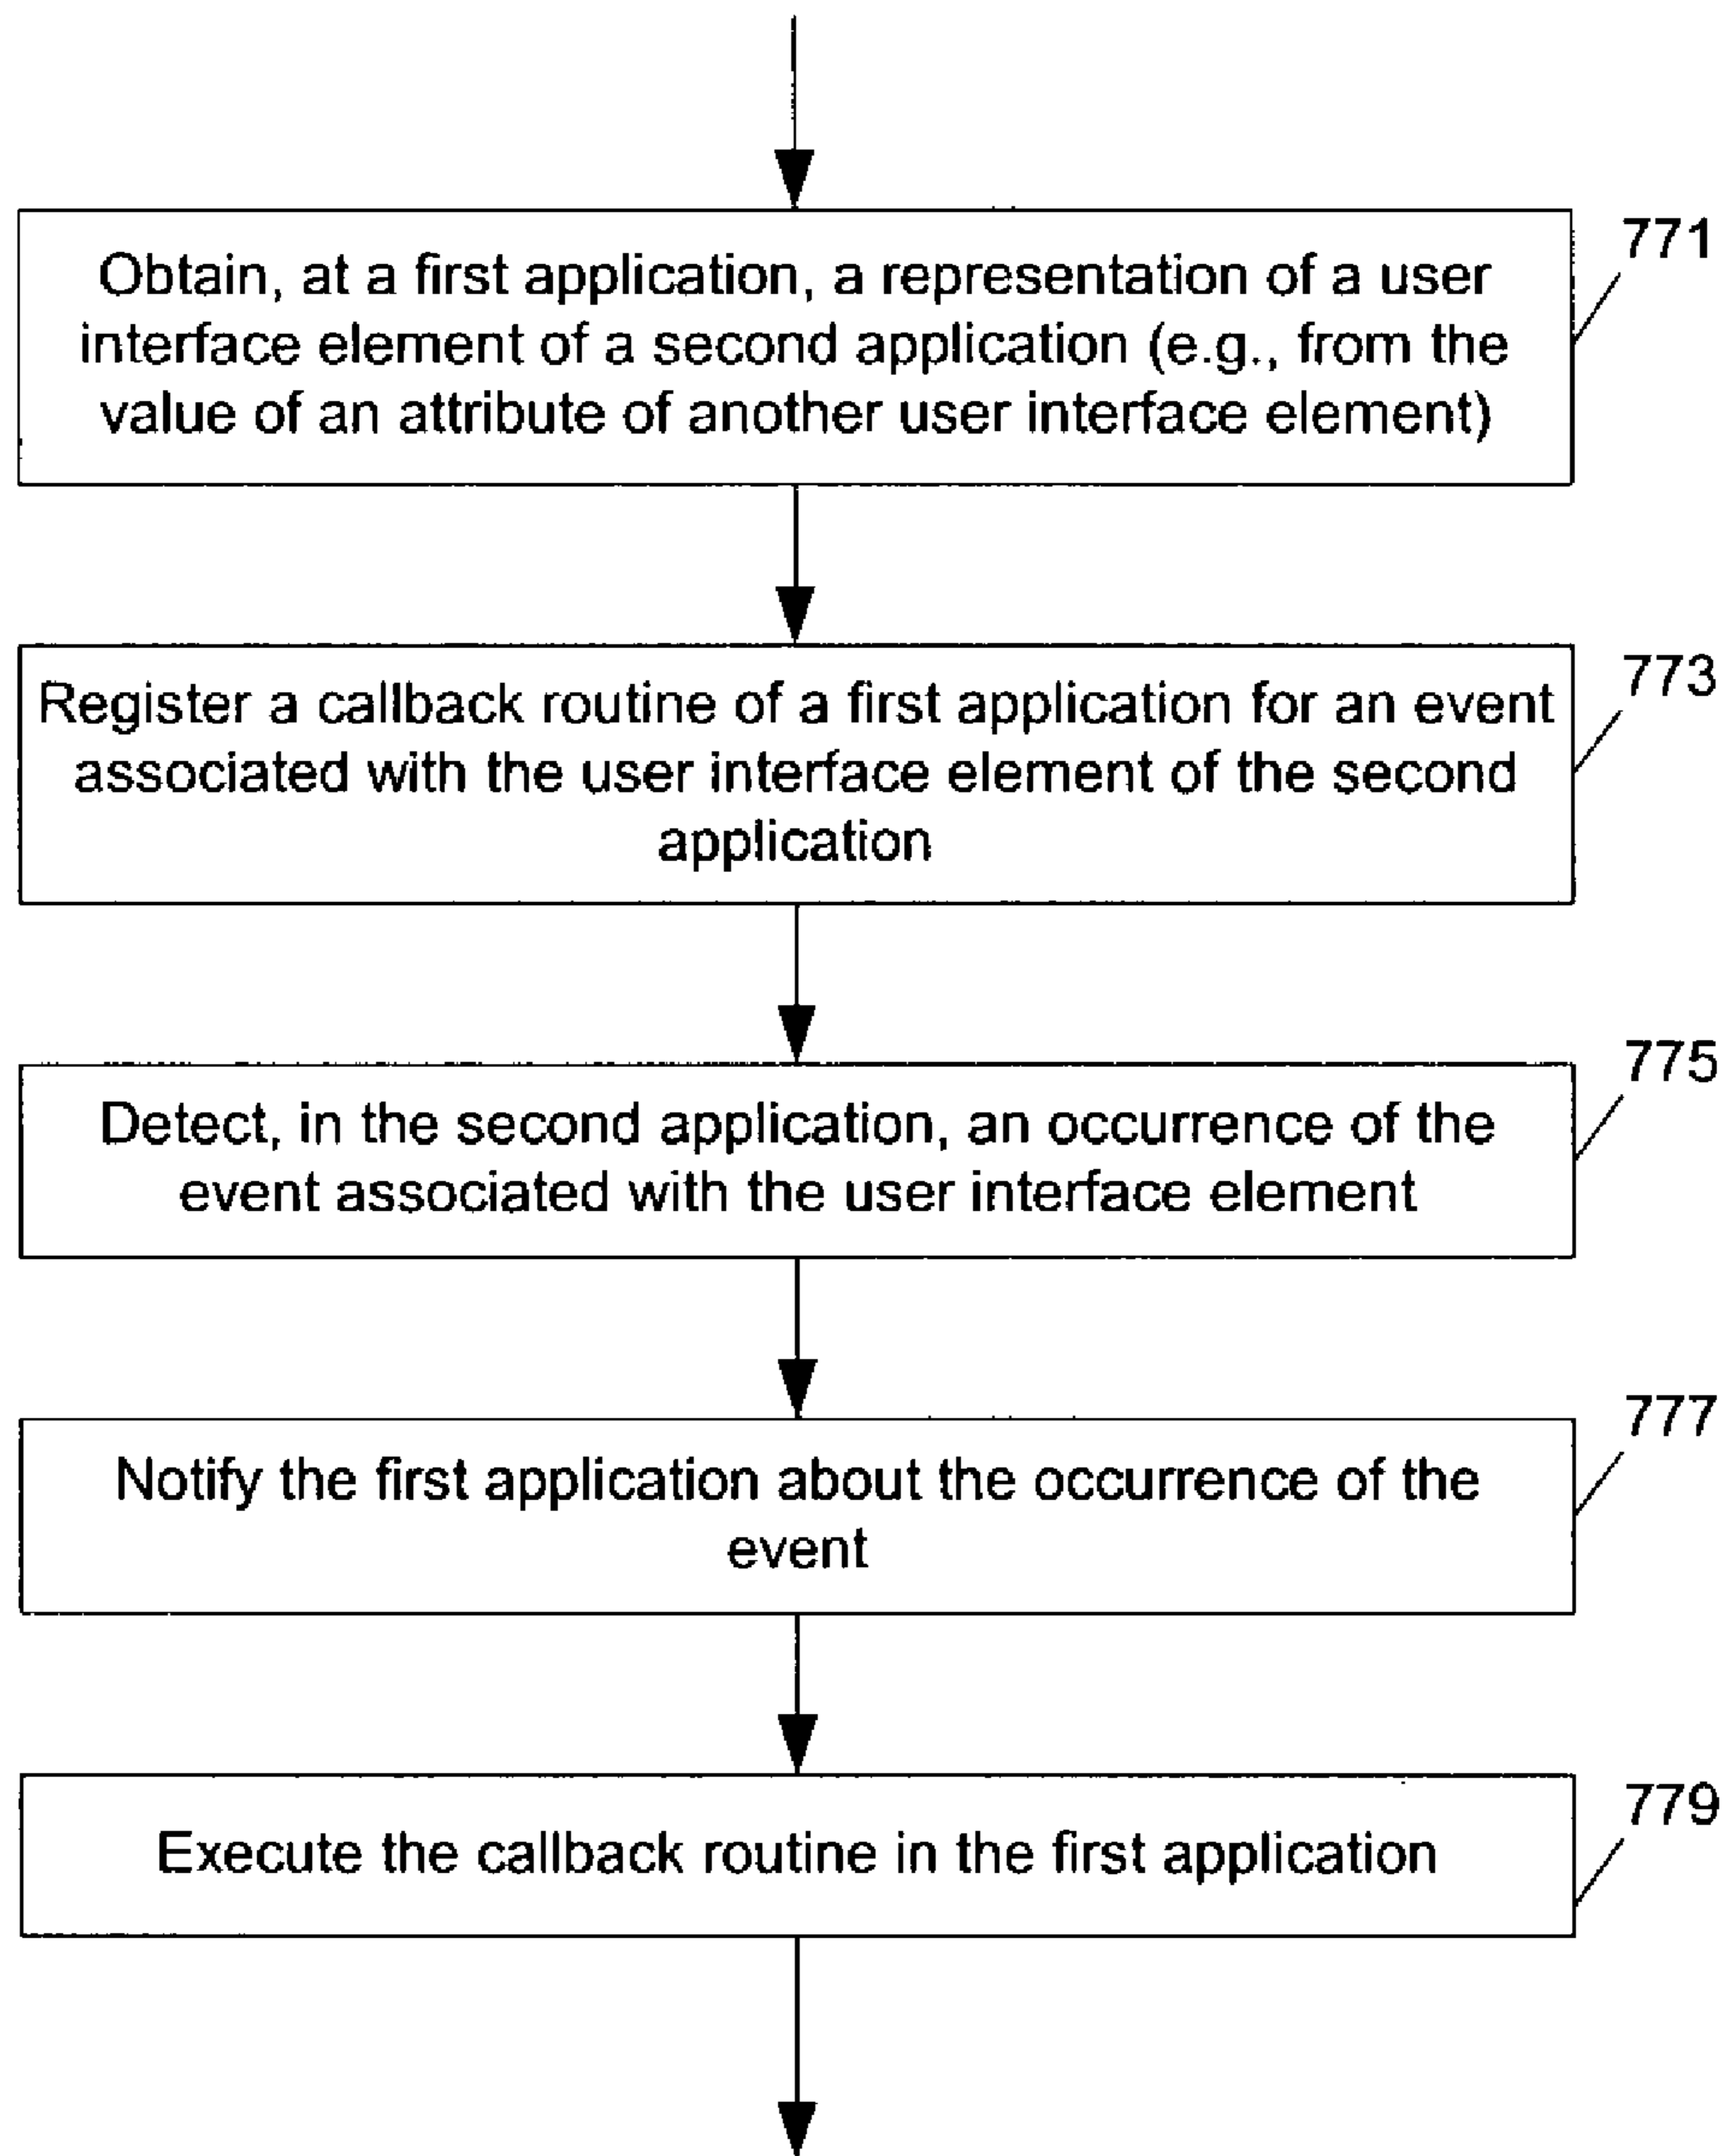 771
Obtain, at a first application, a representation of a user
interface element of a second application (e.g., from the
value of an attribute of another user interface element)
773
Register a callback routine of a first application for an event
associated with the user interface element of the second
application
775
Detect, in the second application, an occurrence of the
event associated with the user interface element
777
Notify the first application about the occurrence of the
event
779
Execute the callback routine in the first application